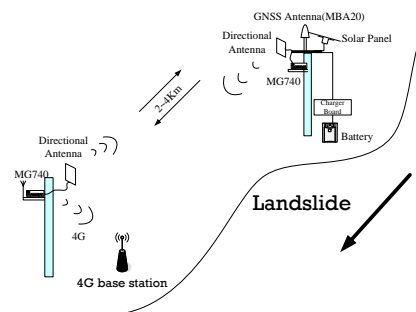 GNSS Antenna(MBA20)
Directional
Antenna
Solar Panel
MG740
2~4Km
Charger
Board
Battery
Directional
Antenna
MG740
Landslide
4G
4G base station